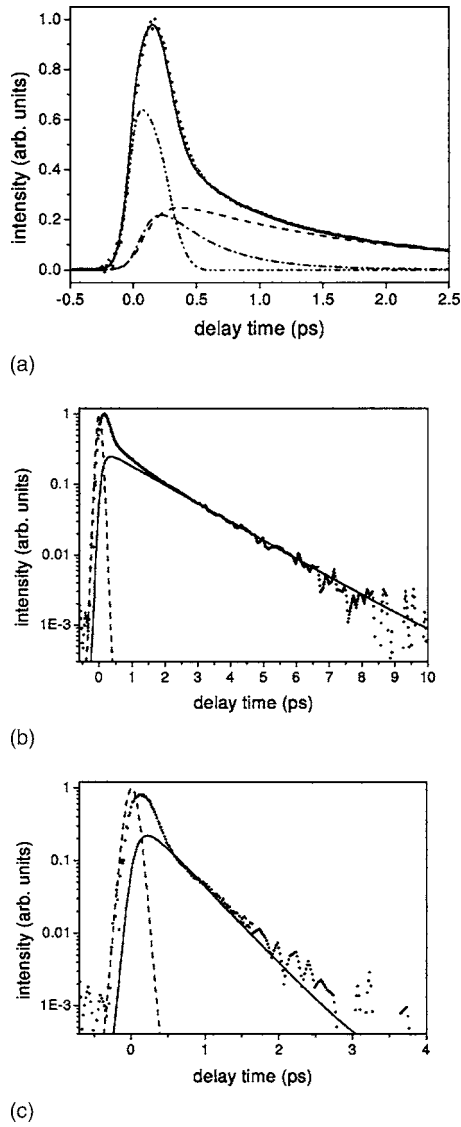 1.0
0.8
0.6
0.4
0.2
0.0
intensity (arb. units)
-0.5 0.0 0.5 1.0 1.5 2.0 2.5
delay time (ps)
(a)
1
0.1
0.01
1E-3
intensity (arb. units)
0 1 2 3 4 5 6 7 8 9 10
delay time (ps)
(b)
1
0.1
0.01
1E-3
intensity (arb. units)
0 1 2 3 4
delay time (ps)
(c)